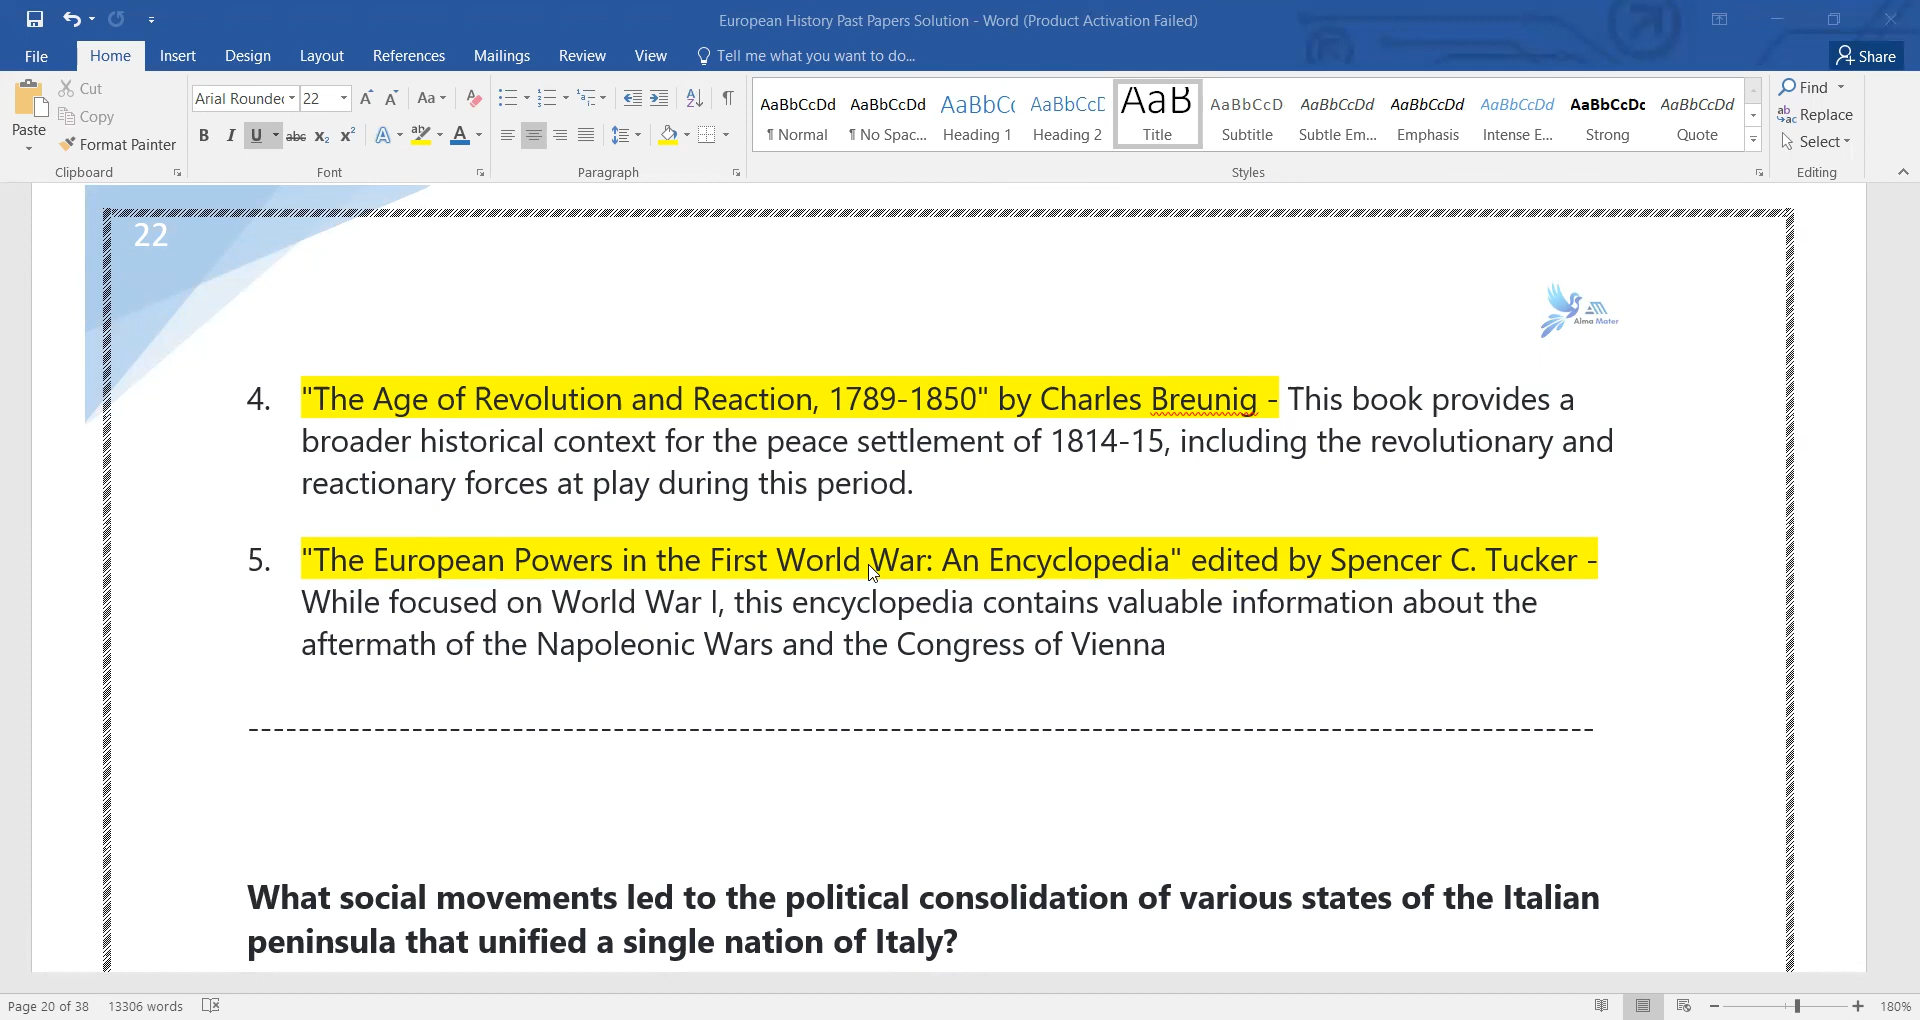 European History Past Papers Solution - Word (Product Activation Failed)
File Home Insert Design Layout References Mailings Review View Tell me what you want to do... Share
Paste
Cut
Copy
Format Painter
Clipboard
Arial Rounded 22
Font
Paragraph
AaBbCcDd AaBbCcDd AaBbCc AaBbCcD AaB AaBbCcD AaBbCcDd AaBbCcDd AaBbCcDd AaBbCcDc AaBbCcDd
¶ Normal ¶ No Spac... Heading 1 Heading 2 Title Subtitle Subtle Em... Emphasis Intense E... Strong Quote
Styles
Find
Replace
Select
Editing
22
Alma Mater
4. "The Age of Revolution and Reaction, 1789-1850" by Charles Breunig - This book provides a
broader historical context for the peace settlement of 1814-15, including the revolutionary and
reactionary forces at play during this period.
5. "The European Powers in the First World War: An Encyclopedia" edited by Spencer C. Tucker -
While focused on World War I, this encyclopedia contains valuable information about the
aftermath of the Napoleonic Wars and the Congress of Vienna
What social movements led to the political consolidation of various states of the Italian
peninsula that unified a single nation of Italy?
Page 20 of 38 13306 words 180%